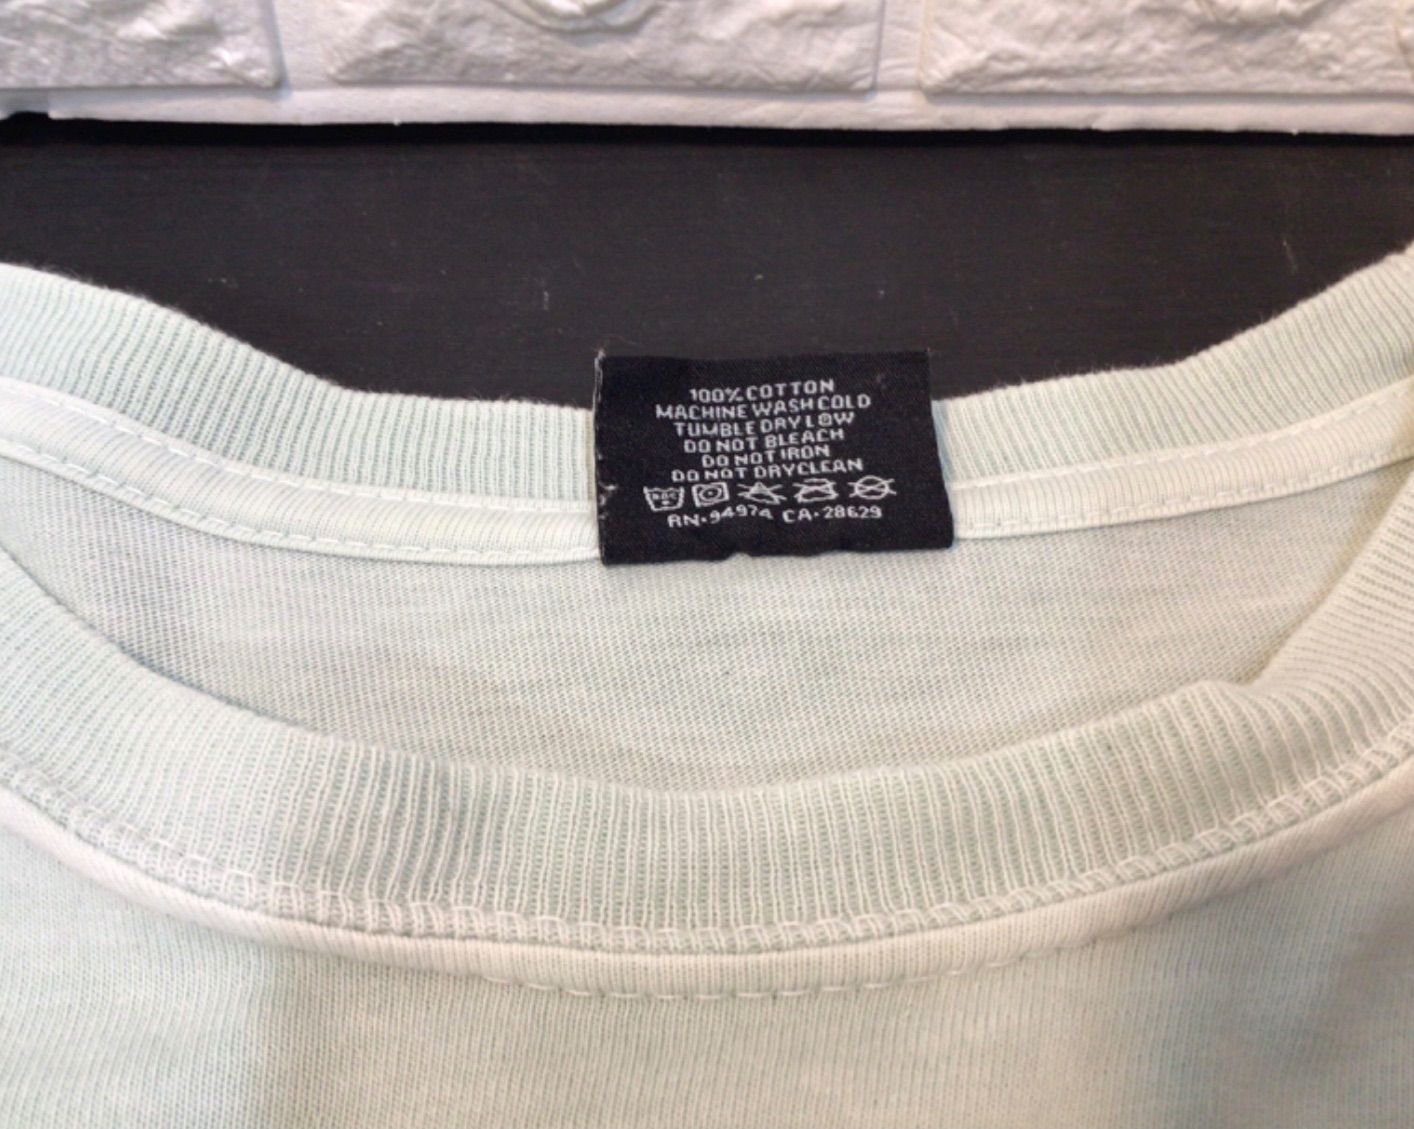 100% COTTON
MACHINE WASH COLD
TUMBLE DRY LOW
DO NOT BLEACH
DO NOT IRON
DO NOT DRYCLEAN
RN·94974 CA·28629